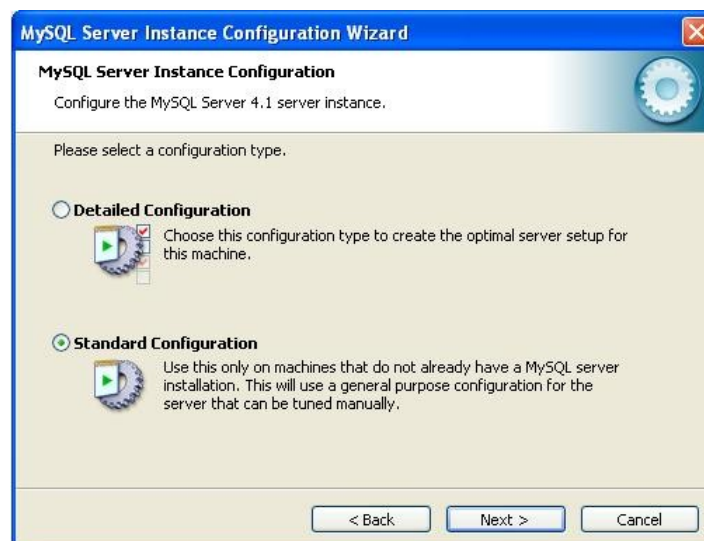 MySQL Server Instance Configuration Wizard
MySQL Server Instance Configuration
Configure the MySQL Server 4.1 server instance.
Please select a configuration type.
Detailed Configuration
Choose this configuration type to create the optimal server setup for
this machine.
Standard Configuration
Use this only on machines that do not already have a MySQL server
installation. This will use a general purpose configuration for the
server that can be tuned manually.
< Back
Next >
Cancel